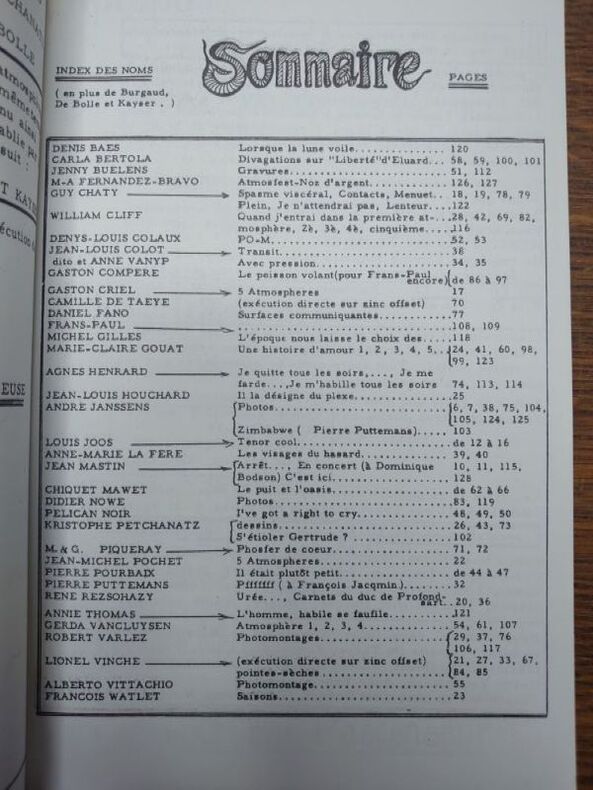 CHANAT
BOLLE
atmosp
même
nu ains
ablie pa
suit :
T KAY
écution
EUSE
INDEX DES NOMS
Sommaire
PAGES
( en plus de Burgaud,
De Bolle et Kayser . )
DENIS BAES Lorsque la lune voile.................. 120
CARLA BERTOLA Divagations sur "Liberté"d'Eluard... 58, 59, 100, 101
JENNY BUELENS Gravures............................. 51, 112
M-A FERNANDEZ-BRAVO Atmosfest-Noz d'argent............... 126, 127
GUY CHATY Spasme viscéral, Contacts, Menuet.. 18, 19, 78, 79
Plein, Je n'attendrai pas, Lenteur....122
WILLIAM CLIFF Quand j'entrai dans la première at--- 28, 42, 69, 82,
mosphère, 2è, 3è, 4è, cinquième.....116
DENYS-LOUIS COLAUX PO-M................................ 52, 53
JEAN-LOUIS COLOT Transit............................. 38
dito et ANNE VANYP Avec pression....................... 34, 35
GASTON COMPERE Le poisson volant(pour Frans-Paul
encore) de 86 à 97
GASTON CRIEL 5 Atmospheres 17
CAMILLE DE TAEYE (exécution directe sur zinc offset) 70
DANIEL FANO Surfaces communiquantes.............77
FRANS-PAUL ....................................108, 109
MICHEL GILLES L'époque nous laisse le choix des.....118
MARIE-CLAIRE GOUAT Une histoire d'amour 1, 2, 3, 4, 5... 24, 41, 60, 98,
99, 123
AGNES HENRARD Je quitte tous les soirs,...., Je me
farde...,Je m'habille tous les soirs 74, 113, 114
JEAN-LOUIS HOUCHARD Il la désigne du plexe...............25
ANDRE JANSSENS Photos.............................. 6, 7, 38, 75, 104,
105, 124, 125
Zimbabwe ( Pierre Puttemans)..... 103
LOUIS JOOS Tenor cool.......................... de 12 à 16
ANNE-MARIE LA FERE Les visages du hasard............... 39, 40
JEAN MASTIN Arrêt..., En concert (à Dominique 10, 11, 115,
Bodson) C'est ici................... 128
CHIQUET MAWET Le puit et l'oasis................... de 62 à 66
DIDIER NOWE Photos.............................. 83, 119
PELICAN NOIR I've got a right to cry.............. 48, 49, 50
KRISTOPHE PETCHANATZ dessins............................. 26, 43, 73
S'étioler Gertrude ? ................ 102
M. & G. PIQUERAY Phosfer de coeur.................... 71, 72
JEAN-MICHEL POCHET 5 Atmospheres....................... 22
PIERRE POURBAIX Il était plutôt petit................ de 44 à 47
PIERRE PUTTEMANS Pfffffff ( à François Jacqmin )..... 32
RENE REZSOHAZY Urée..., Carnets du duc de Profond-
sart.. 20, 36
ANNIE THOMAS L'homme, habile se faufile...........121
GERDA VANCLUYSEN Atmosphère 1, 2, 3, 4.............. 54, 61, 107
ROBERT VARLEZ Photomontages....................... 29, 37, 76
106, 117
LIONEL VINCHE (exécution directe sur zinc offset) 21, 27, 33, 67,
pointes-sèches..................... 84, 85
ALBERTO VITTACHIO Photomontage........................ 55
FRANCOIS WATLET Saisons............................. 23